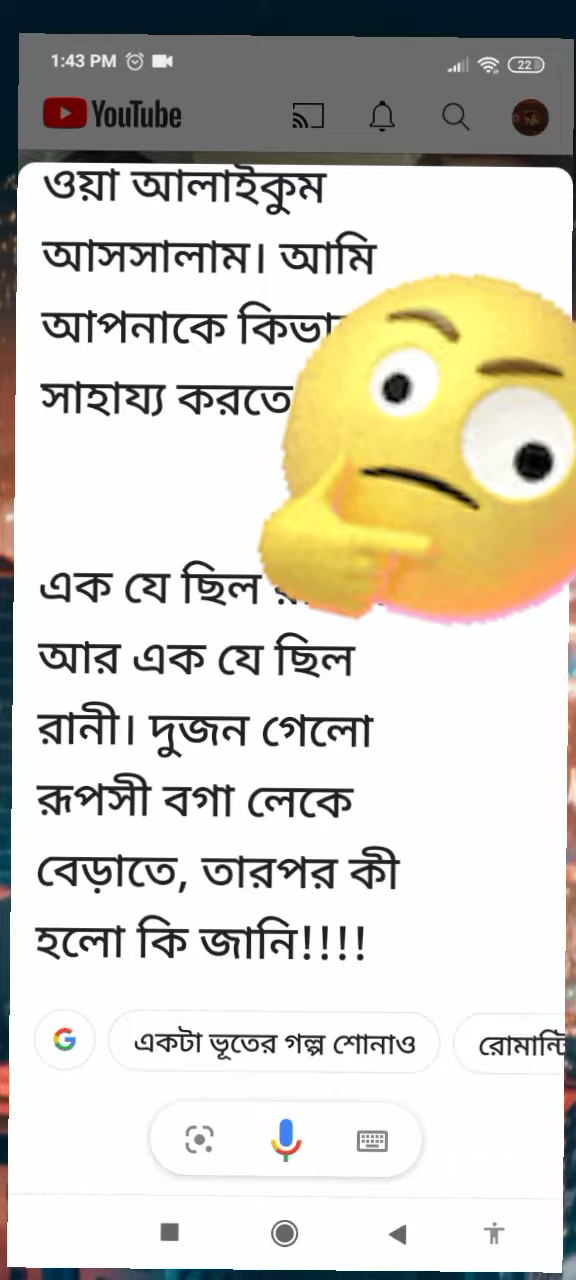 1:43 PM
22
YouTube
ওয়া আলাইকুম
আসসালাম। আমি
আপনাকে
সাহায্য করতে
এক যে ছিল
আর এক যে ছিল
রানী। দুজন গেলো
রূপসী বগা লেকে
বেড়াতে, তারপর কী
হলো কি জানি!!!!
G
একটা ভূতের গল্প শোনাও